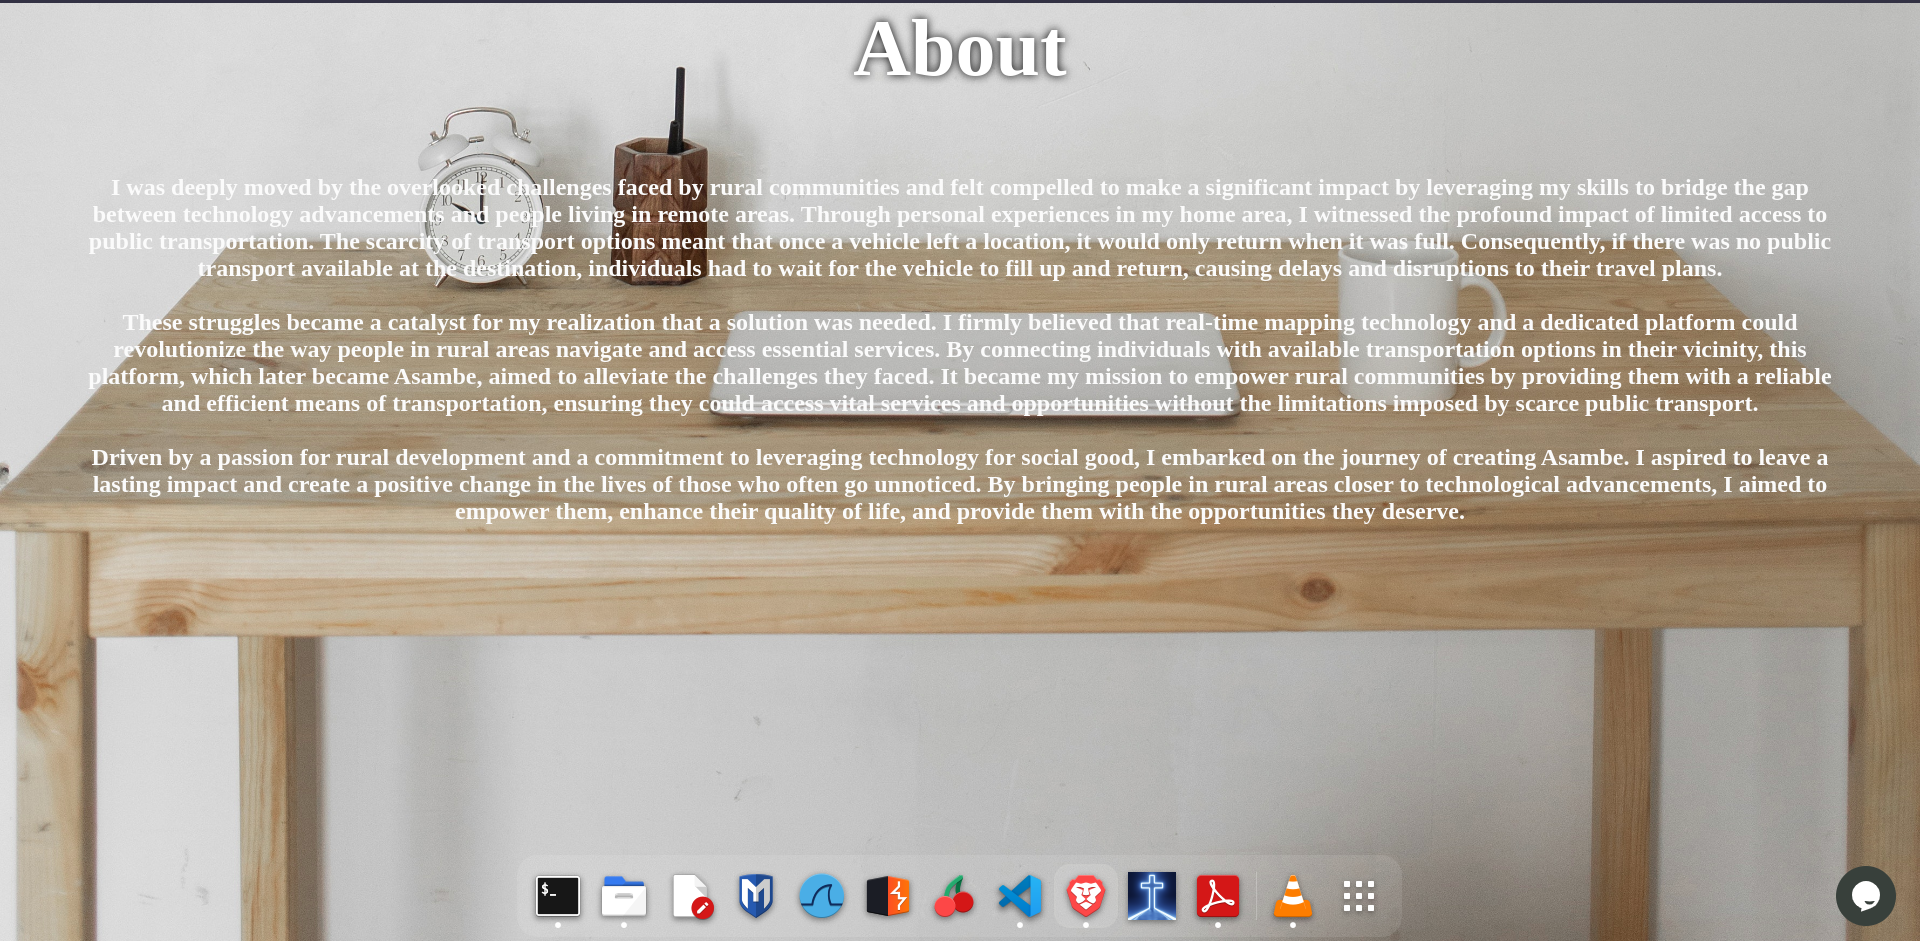 About
I was deeply moved by the overlooked challenges faced by rural communities and felt compelled to make a significant impact by leveraging my skills to bridge the gap
between technology advancements and people living in remote areas. Through personal experiences in my home area, I witnessed the profound impact of limited access to
public transportation. The scarcity of transport options meant that once a vehicle left a location, it would only return when it was full. Consequently, if there was no public
transport available at the destination, individuals had to wait for the vehicle to fill up and return, causing delays and disruptions to their travel plans.
These struggles became a catalyst for my realization that a solution was needed. I firmly believed that real-time mapping technology and a dedicated platform could
revolutionize the way people in rural areas navigate and access essential services. By connecting individuals with available transportation options in their vicinity, this
platform, which later became Asambe, aimed to alleviate the challenges they faced. It became my mission to empower rural communities by providing them with a reliable
and efficient means of transportation, ensuring they could access vital services and opportunities without the limitations imposed by scarce public transport.
Driven by a passion for rural development and a commitment to leveraging technology for social good, I embarked on the journey of creating Asambe. I aspired to leave a
lasting impact and create a positive change in the lives of those who often go unnoticed. By bringing people in rural areas closer to technological advancements, I aimed to
empower them, enhance their quality of life, and provide them with the opportunities they deserve.
$_